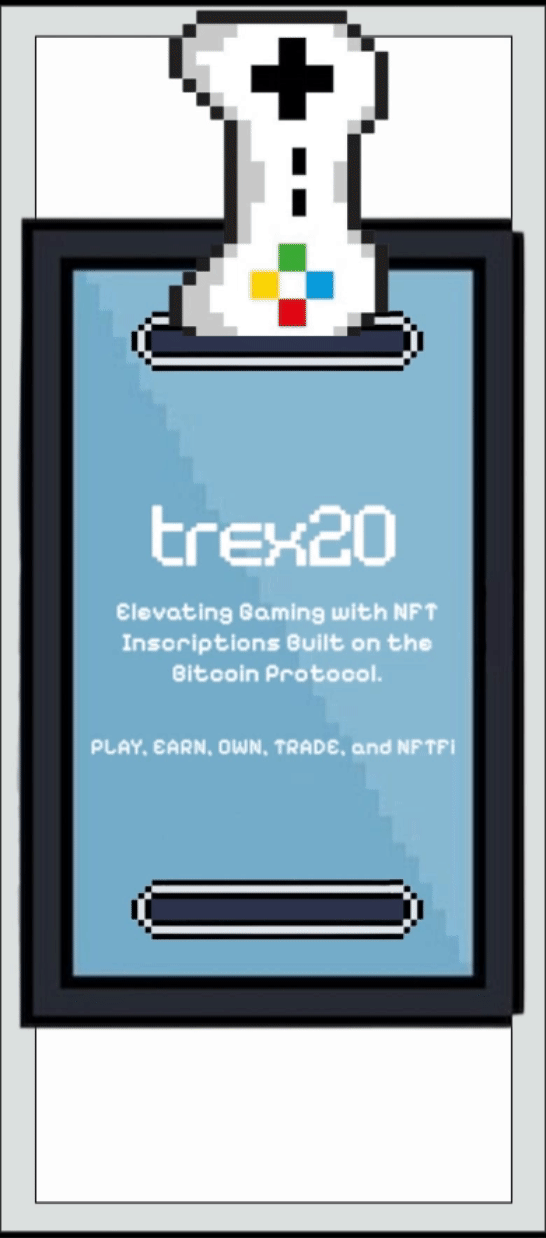 trex20
Elevating Gaming with NFT
Inscriptions Built on the
Bitcoin Protocol.
PLAY, EARN, OWN, TRADE, and NFTFi